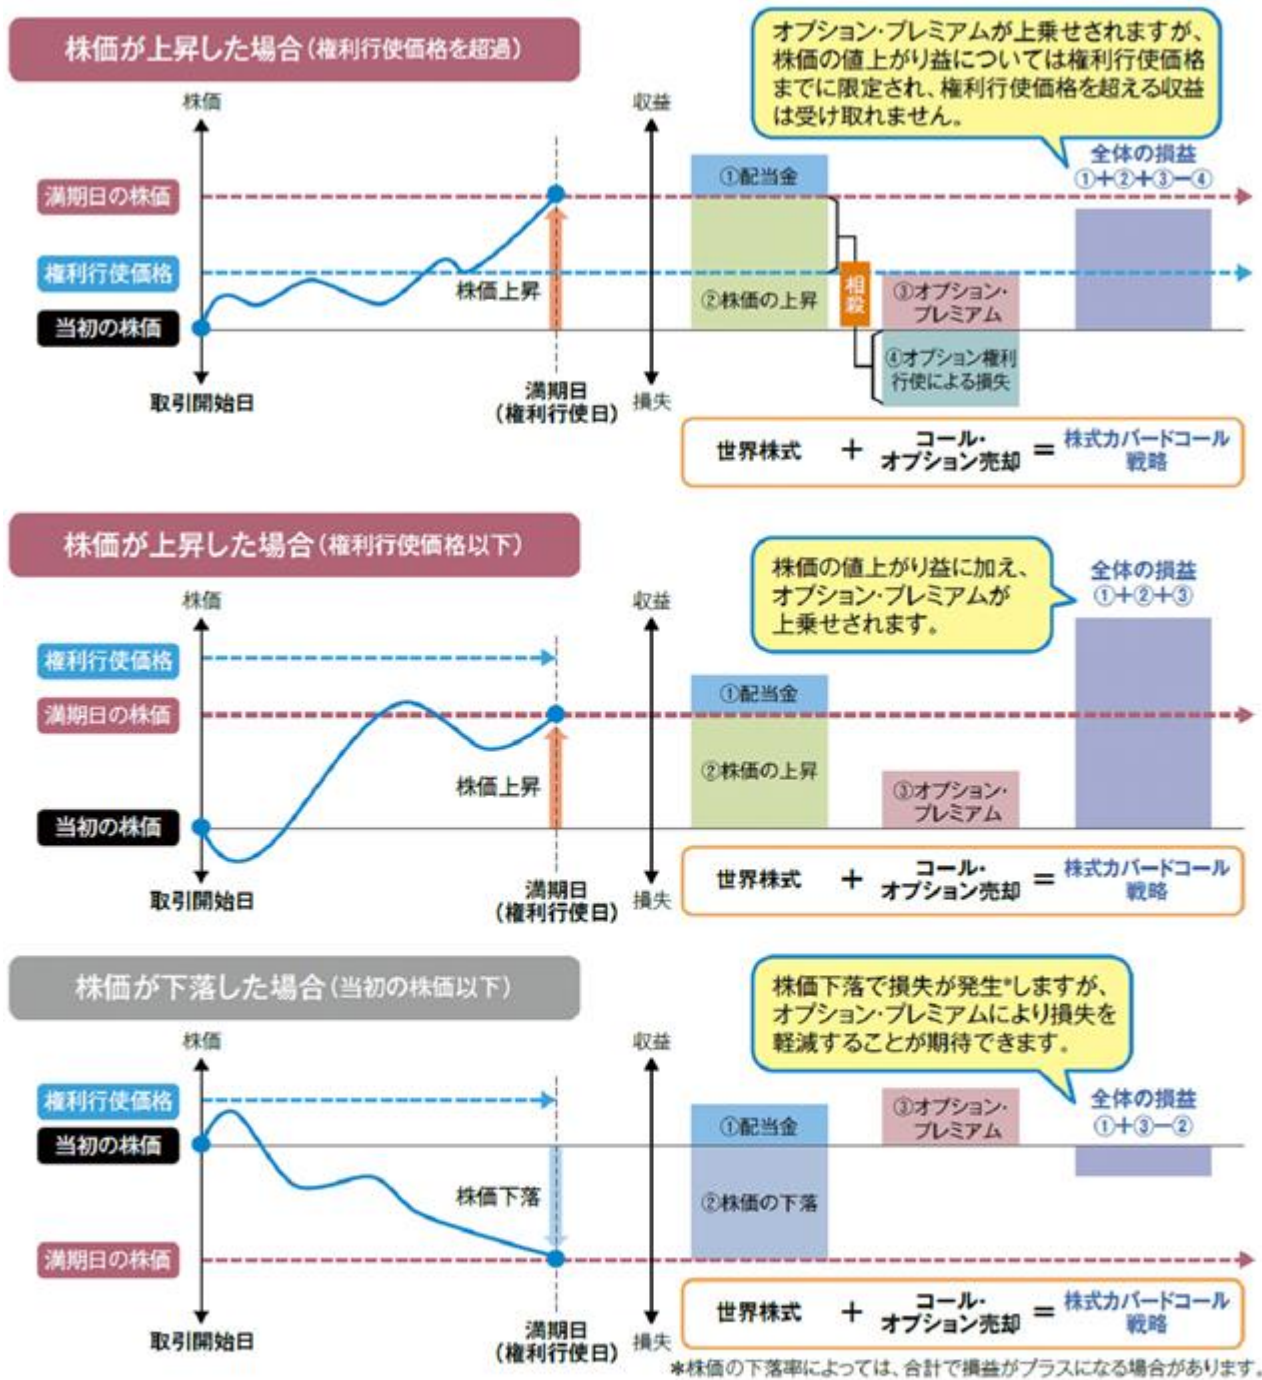 株価が上昇した場合(権利行使価格を超過)
オプション・プレミアムが上乗せされますが、
株価の値上がり益については権利行使価格
までに限定され、権利行使価格を超える収益
は受け取れません。
株価
収益
全体の損益
①+②+③-④
①配当金
満期日の株価
権利行使価格
株価上昇
②株価の上昇
相殺
③オプション・
プレミアム
当初の株価
④オプション権利
行使による損失
取引開始日
満期日
(権利行使日)
損失
世界株式 + コール・
オプション売却 = 株式カバードコール
戦略
株価が上昇した場合(権利行使価格以下)
株価の値上がり益に加え、
オプション・プレミアムが
上乗せされます。
全体の損益
①+②+③
株価
収益
権利行使価格
満期日の株価
①配当金
株価上昇
②株価の上昇
③オプション・
プレミアム
当初の株価
取引開始日
満期日
(権利行使日)
損失
世界株式 + コール・
オプション売却 = 株式カバードコール
戦略
株価が下落した場合(当初の株価以下)
株価下落で損失が発生*しますが、
オプション・プレミアムにより損失を
軽減することが期待できます。
株価
収益
全体の損益
①+③-②
権利行使価格
当初の株価
①配当金
③オプション・
プレミアム
株価下落
②株価の下落
満期日の株価
取引開始日
満期日
(権利行使日)
損失
世界株式 + コール・
オプション売却 = 株式カバードコール
戦略
*株価の下落率によっては、合計で損益がプラスになる場合があります。